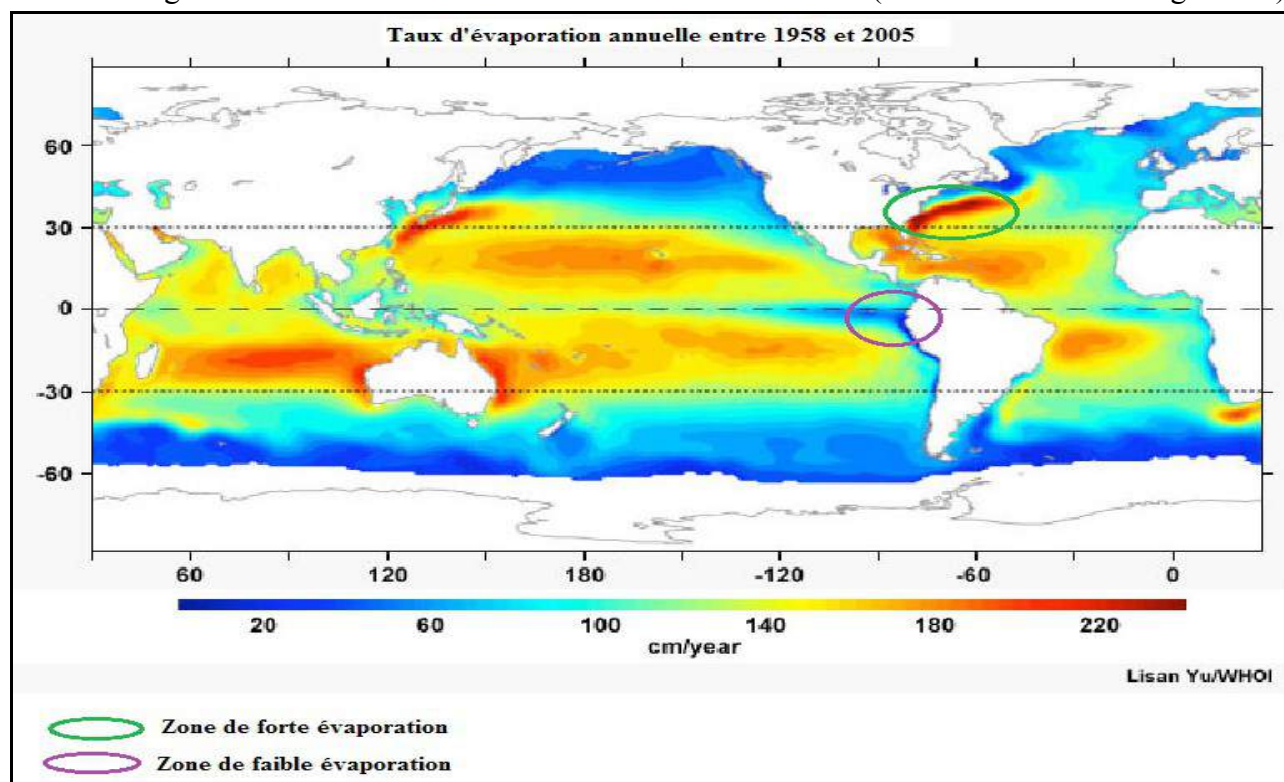 Taux d'évaporation annuelle entre 1958 et 2005
60
30
0
-30
-60
60 120 180 -120 -60 0
20 60 100 140 180 220
cm/year
Lisan Yu/WHOI
Zone de forte évaporation
Zone de faible évaporation